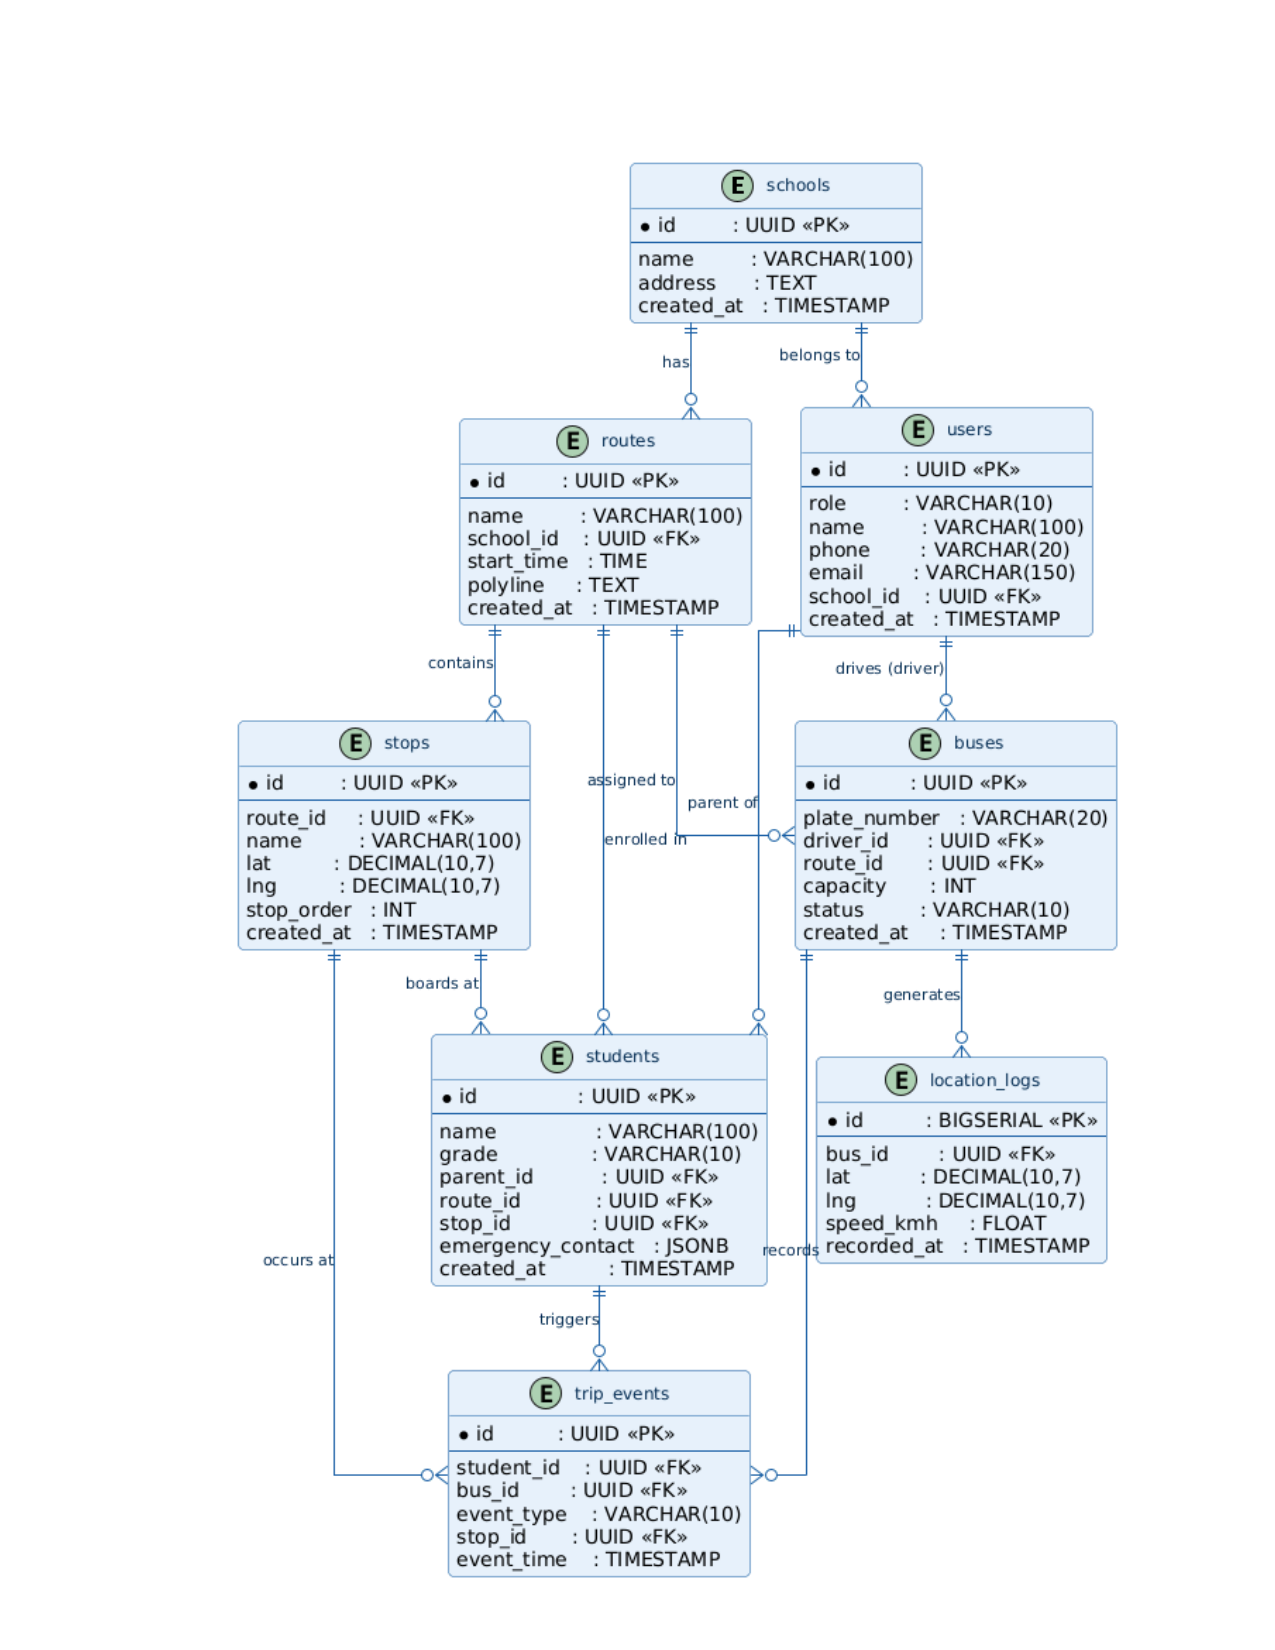 E schools
• id : UUID «PK»
name : VARCHAR(100)
address : TEXT
created_at : TIMESTAMP
has
belongs to
E routes
• id : UUID «PK»
name : VARCHAR(100)
school_id : UUID «FK»
start_time : TIME
polyline : TEXT
created_at : TIMESTAMP
E users
• id : UUID «PK»
role : VARCHAR(10)
name : VARCHAR(100)
phone : VARCHAR(20)
email : VARCHAR(150)
school_id : UUID «FK»
created_at : TIMESTAMP
contains
drives (driver)
E stops
• id : UUID «PK»
route_id : UUID «FK»
name : VARCHAR(100)
lat : DECIMAL(10,7)
lng : DECIMAL(10,7)
stop_order : INT
created_at : TIMESTAMP
assigned to
parent of
enrolled in
E buses
• id : UUID «PK»
plate_number : VARCHAR(20)
driver_id : UUID «FK»
route_id : UUID «FK»
capacity : INT
status : VARCHAR(10)
created_at : TIMESTAMP
boards at
generates
E students
• id : UUID «PK»
name : VARCHAR(100)
grade : VARCHAR(10)
parent_id : UUID «FK»
route_id : UUID «FK»
stop_id : UUID «FK»
emergency_contact : JSONB
created_at : TIMESTAMP
E location_logs
• id : BIGSERIAL «PK»
bus_id : UUID «FK»
lat : DECIMAL(10,7)
lng : DECIMAL(10,7)
speed_kmh : FLOAT
recorded_at : TIMESTAMP
occurs at
records
triggers
E trip_events
• id : UUID «PK»
student_id : UUID «FK»
bus_id : UUID «FK»
event_type : VARCHAR(10)
stop_id : UUID «FK»
event_time : TIMESTAMP